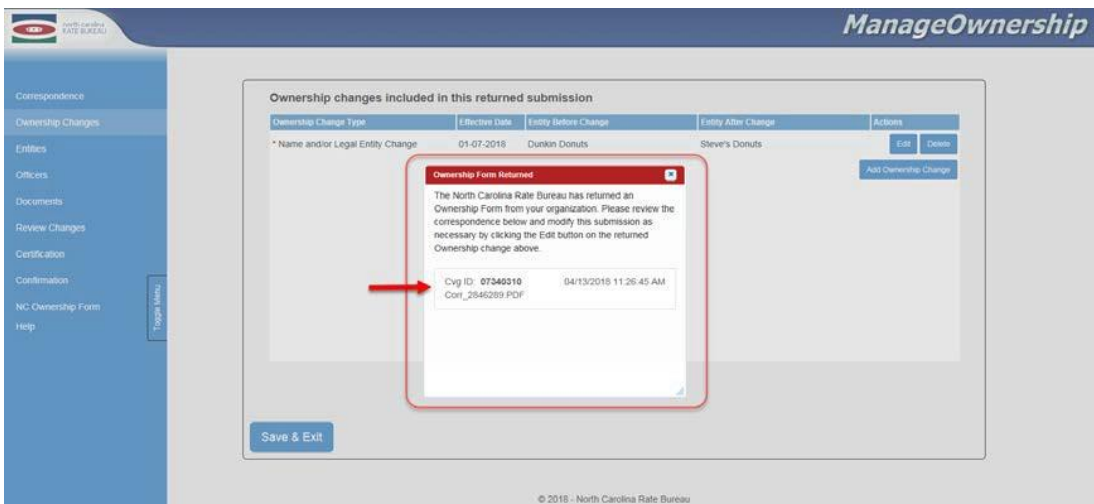 north carolina
RATE BUREAU
ManageOwnership
Correspondence
Ownership Changes
Entities
Officers
Documents
Review Changes
Certification
Confirmation
NC Ownership Form
Help
Toggle Menu
Ownership changes included in this returned submission
Ownership Change Type Effective Date Entity Before Change Entity After Change Actions
* Name and/or Legal Entity Change 01-07-2018 Dunkin Donuts Steve's Donuts Edit Delete
Add Ownership Change
Ownership Form Returned
The North Carolina Rate Bureau has returned an
Ownership Form from your organization. Please review the
correspondence below and modify this submission as
necessary by clicking the Edit button on the returned
Ownership change above.
Cvg ID: 07340310 04/13/2018 11:26:45 AM
Corr_2846289.PDF
Save & Exit
© 2018 - North Carolina Rate Bureau